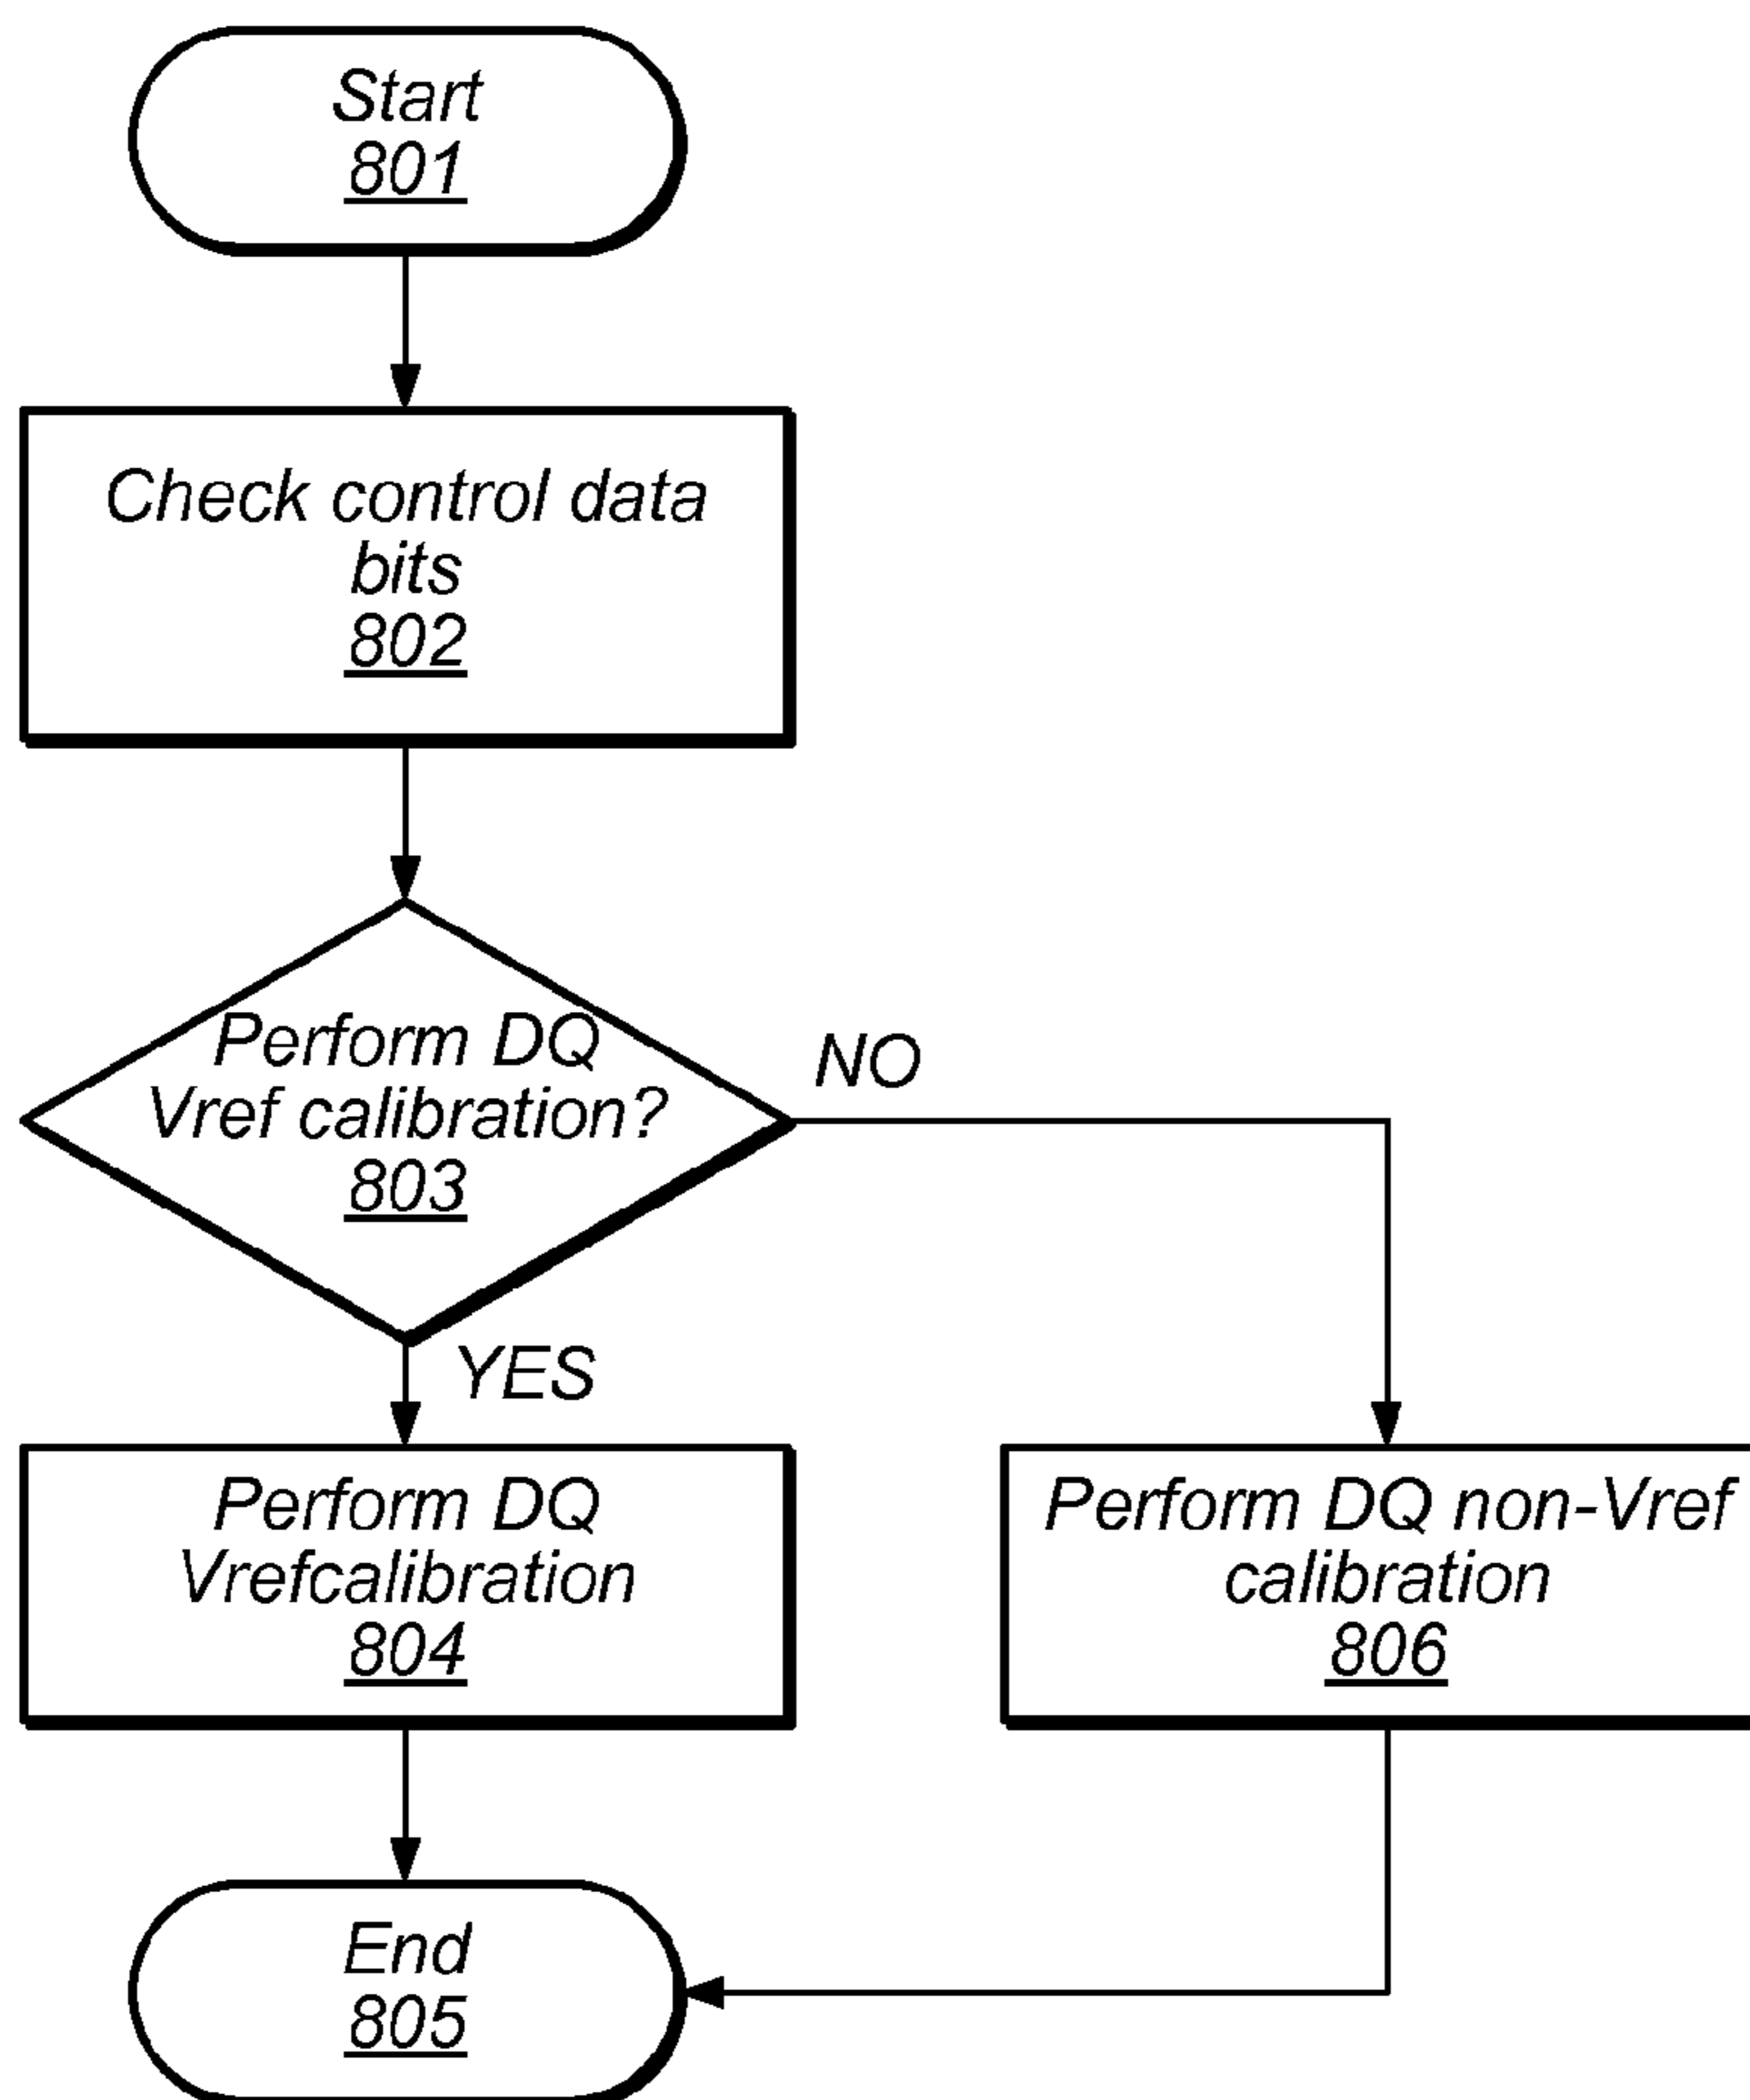 Start
801
Check control data
bits
802
Perform DQ
Vref calibration?
803
NO
YES
Perform DQ
Vrefcalibration
804
Perform DQ non-Vref
calibration
806
End
805